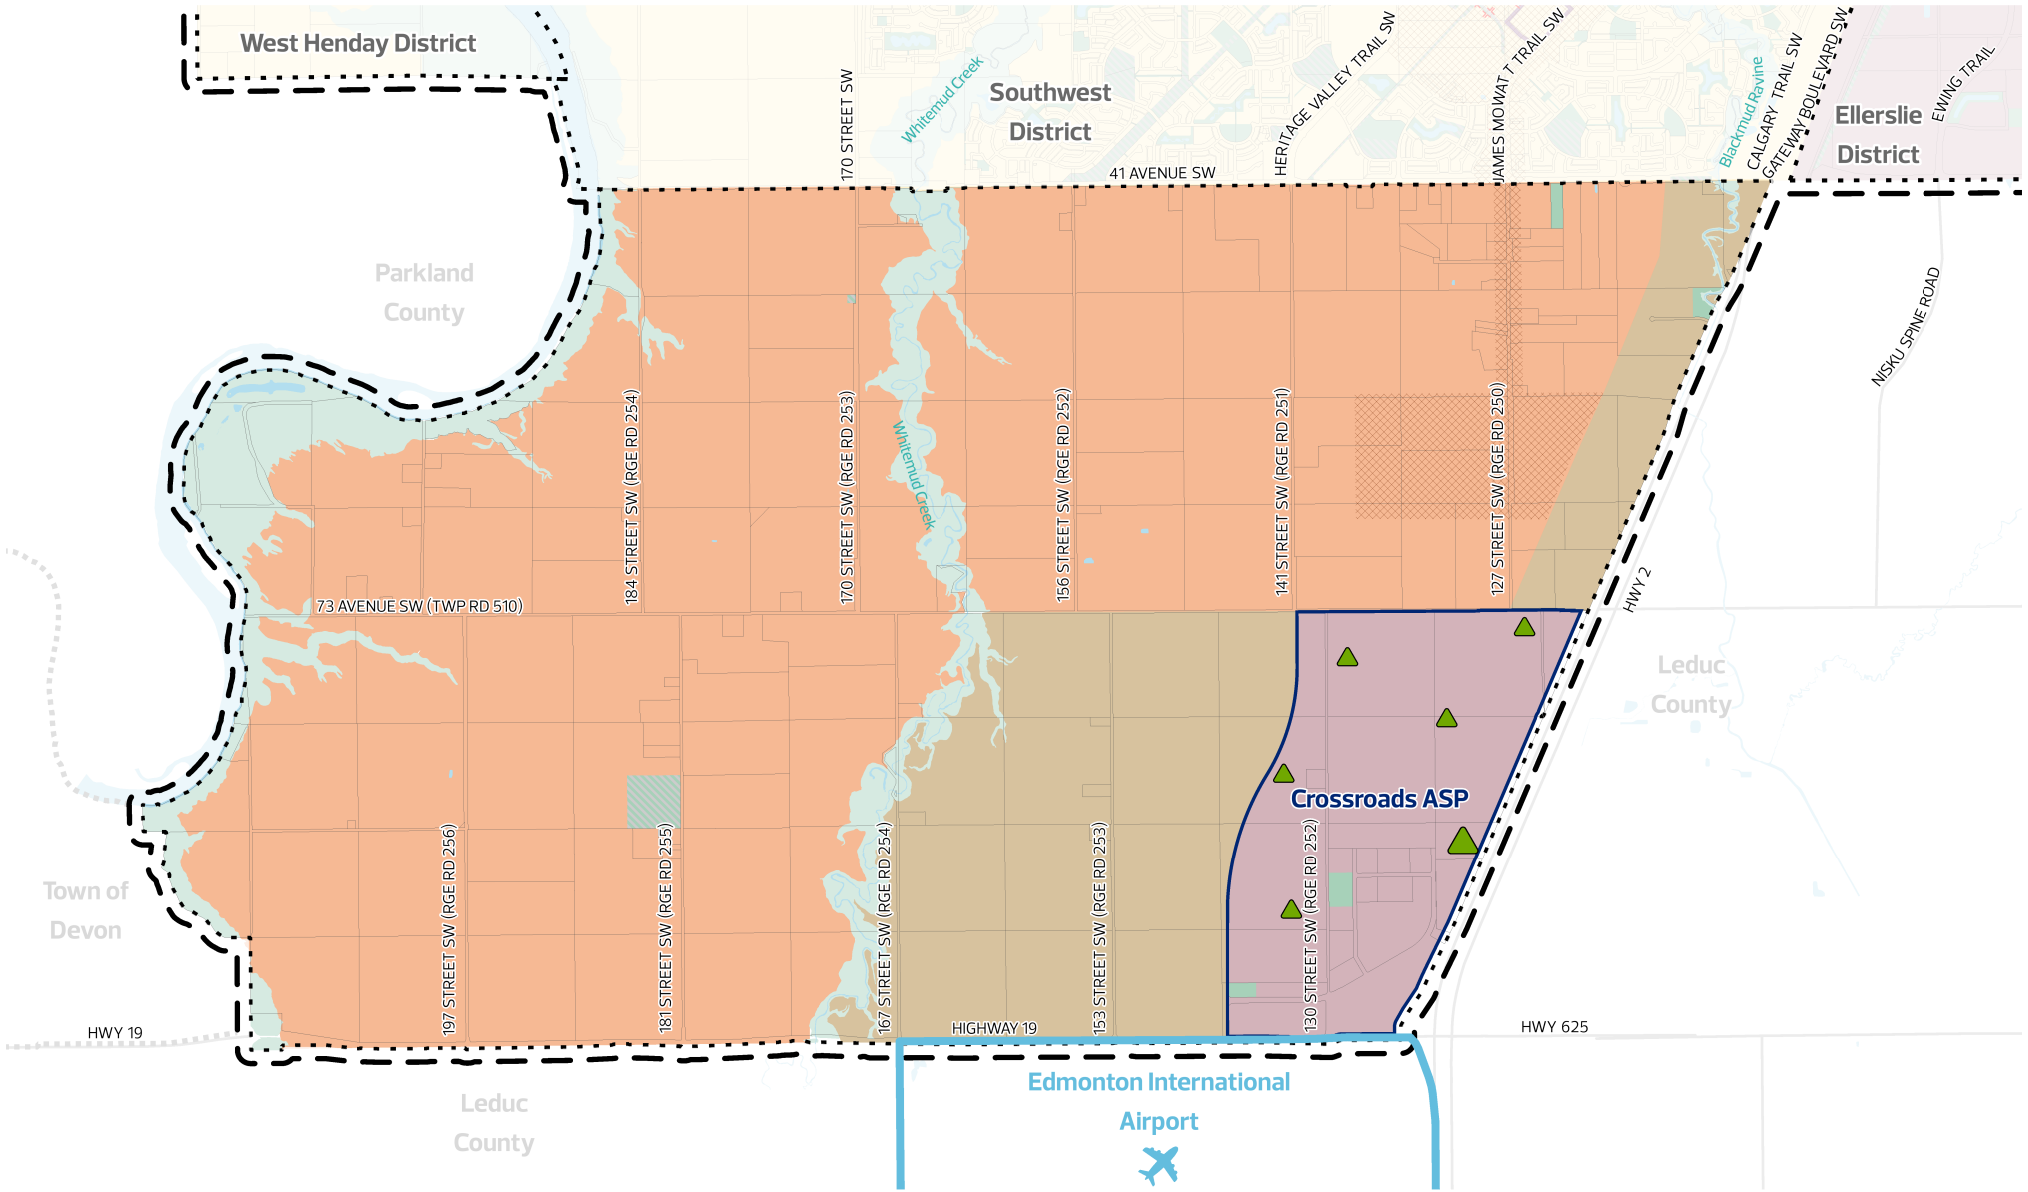 West Henday District
Southwest
District
Ellerslie
District
170 STREET SW
Whitemud Creek
HERITAGE VALLEY TRAIL SW
JAMES MOWATT TRAIL SW
Blackmud Ravine
CALGARY TRAIL SW
GATEWAY BOULEVARD SW
EWING TRAIL
41 AVENUE SW
Parkland
County
NISKU SPINE ROAD
184 STREET SW (RGE RD 254)
170 STREET SW (RGE RD 253)
Whitemud Creek
156 STREET SW (RGE RD 252)
141 STREET SW (RGE RD 251)
127 STREET SW (RGE RD 250)
73 AVENUE SW (TWP RD 510)
HWY 2
Leduc
County
Crossroads ASP
Town of
Devon
197 STREET SW (RGE RD 256)
181 STREET SW (RGE RD 255)
167 STREET SW (RGE RD 254)
153 STREET SW (RGE RD 253)
130 STREET SW (RGE RD 252)
HWY 19
HIGHWAY 19
HWY 625
Edmonton International
Airport
Leduc
County